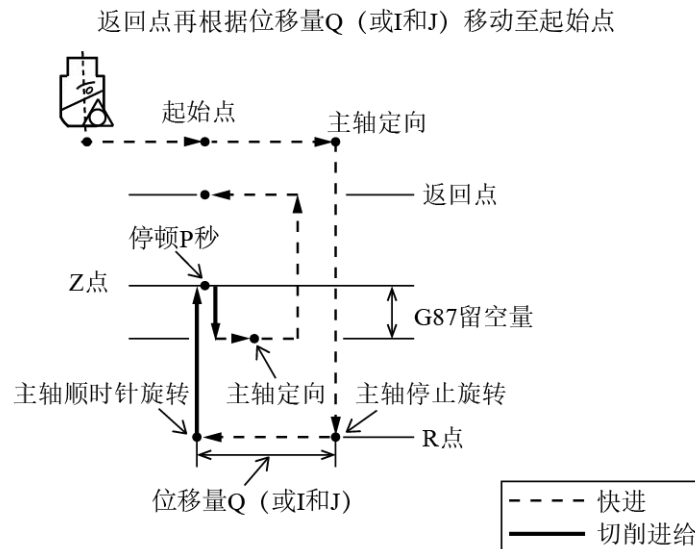 返回点再根据位移量Q（或I和J）移动至起始点
10
起始点
主轴定向
返回点
停顿P秒
Z点
G87留空量
主轴顺时针旋转
主轴定向
主轴停止旋转
R点
位移量Q（或I和J）
快进
切削进给